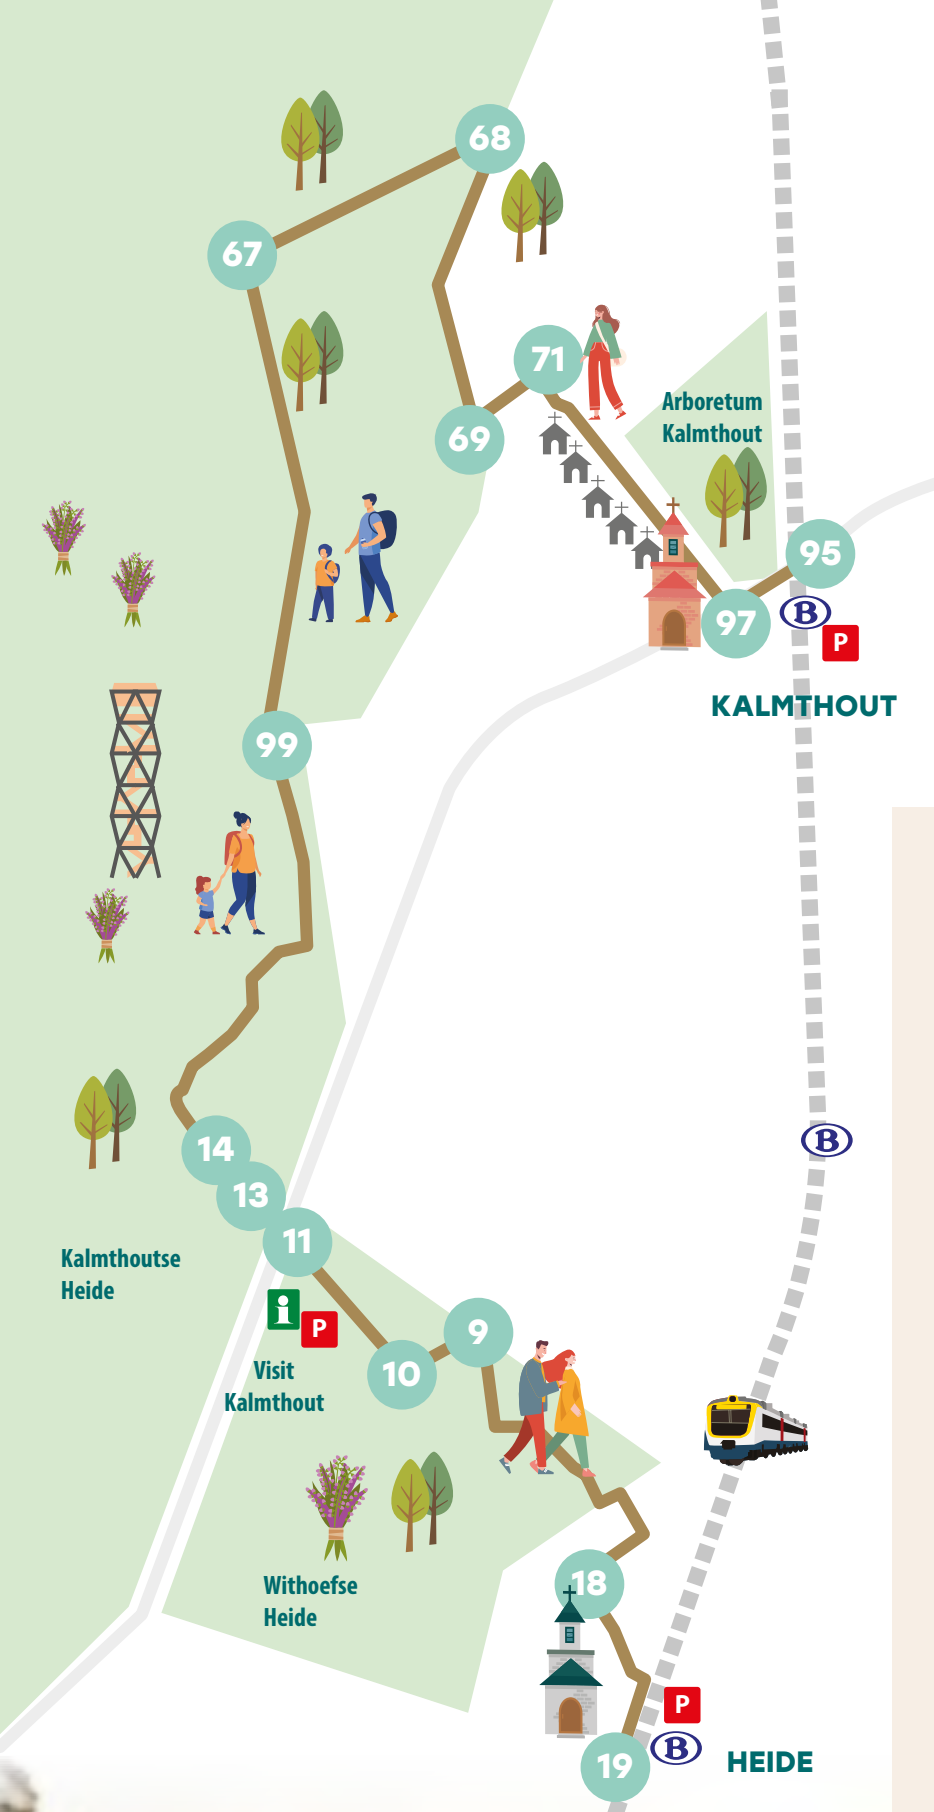 68
67
71
Arboretum
Kalmthout
69
95
97
B
P
KALMTHOUT
99
B
14
13
11
Kalmthoutse
Heide
i
P
9
10
Visit
Kalmthout
Withoefse
Heide
18
P
B
19
HEIDE